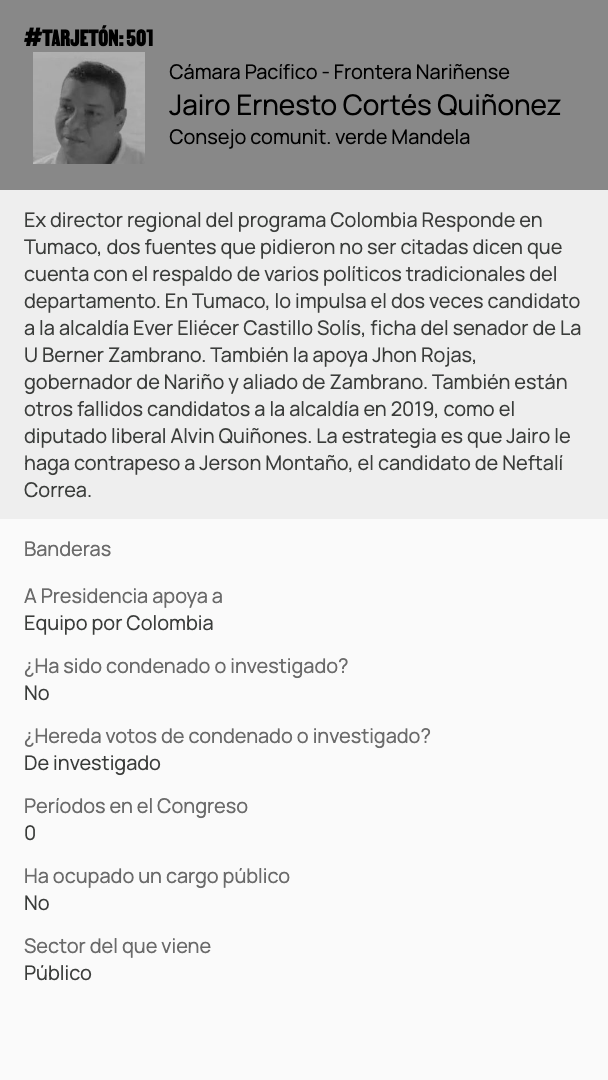 #TARJETÓN: 501
Cámara Pacífico - Frontera Nariñense
Jairo Ernesto Cortés Quiñonez
Consejo comunit. verde Mandela
Ex director regional del programa Colombia Responde en
Tumaco, dos fuentes que pidieron no ser citadas dicen que
cuenta con el respaldo de varios políticos tradicionales del
departamento. En Tumaco, lo impulsa el dos veces candidato
a la alcaldía Ever Eliécer Castillo Solís, ficha del senador de La
U Berner Zambrano. También la apoya Jhon Rojas,
gobernador de Nariño y aliado de Zambrano. También están
otros fallidos candidatos a la alcaldía en 2019, como el
diputado liberal Alvin Quiñones. La estrategia es que Jairo le
haga contrapeso a Jerson Montaño, el candidato de Neftalí
Correa.
Banderas
A Presidencia apoya a
Equipo por Colombia
¿Ha sido condenado o investigado?
No
¿Hereda votos de condenado o investigado?
De investigado
Períodos en el Congreso
0
Ha ocupado un cargo público
No
Sector del que viene
Público